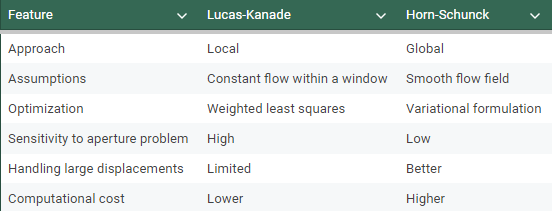 Feature Lucas-Kanade Horn-Schunck
Approach Local Global
Assumptions Constant flow within a window Smooth flow field
Optimization Weighted least squares Variational formulation
Sensitivity to aperture problem High Low
Handling large displacements Limited Better
Computational cost Lower Higher